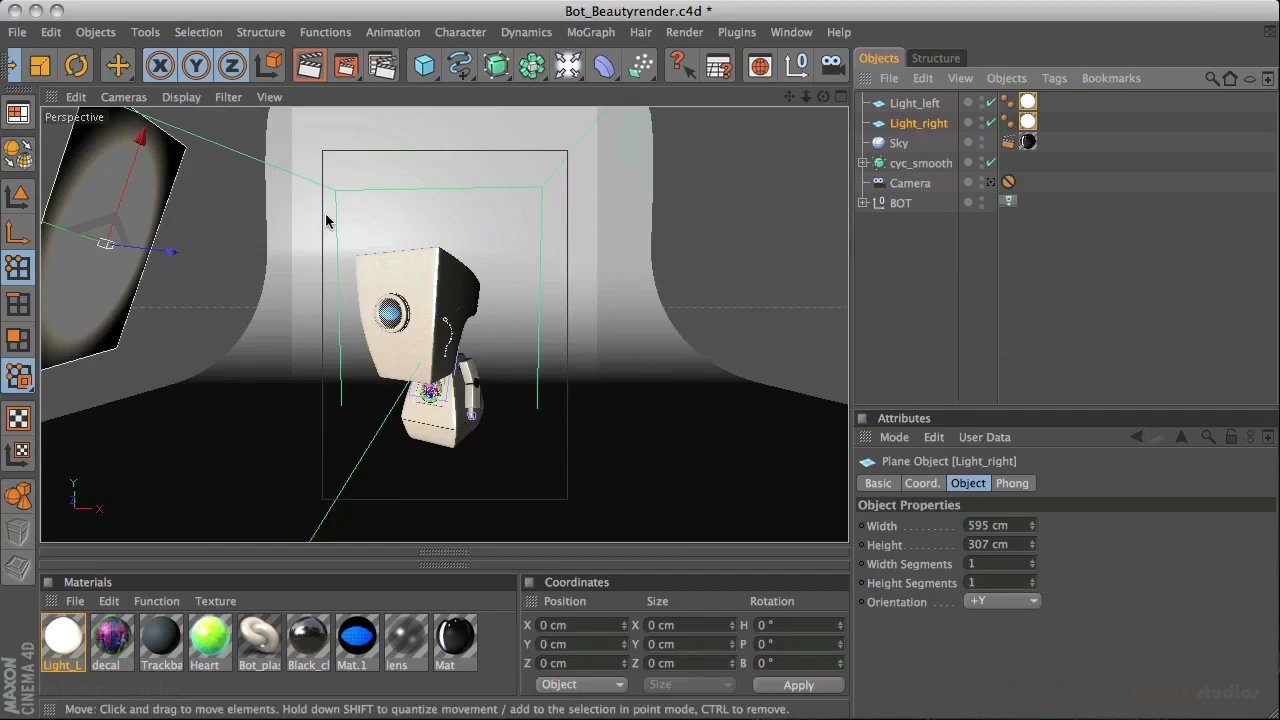 Bot_Beautyrender.c4d *
File Edit Objects Tools Selection Structure Functions Animation Character Dynamics MoGraph Hair Render Plugins Window Help
Objects Structure
File Edit View Objects Tags Bookmarks
Edit Cameras Display Filter View
Perspective
Light_left
Light_right
Sky
cyc_smooth
Camera
BOT
Y
Z X
Attributes
Mode Edit User Data
Plane Object [Light_right]
Basic Coord. Object Phong
Object Properties
Width 595 cm
Height 307 cm
Width Segments 1
Height Segments 1
Orientation +Y
Materials
File Edit Function Texture
Light_L decal Trackba Heart Bot_plas Black_cl Mat.1 lens Mat
Coordinates
Position Size Rotation
X 0 cm X 0 cm H 0 °
Y 0 cm Y 0 cm P 0 °
Z 0 cm Z 0 cm B 0 °
Object Size Apply
MAXON
CINEMA 4D
Move: Click and drag to move elements. Hold down SHIFT to quantize movement / add to the selection in point mode, CTRL to remove.
studios